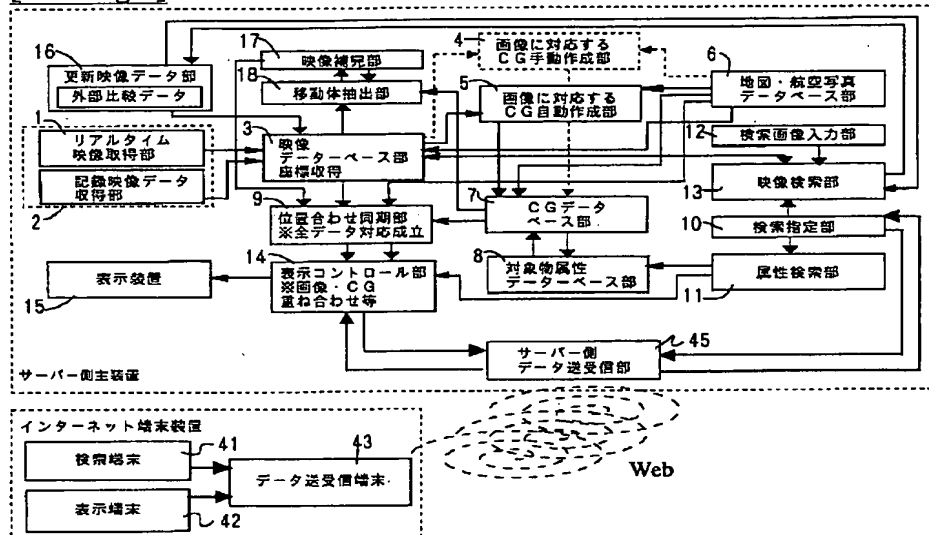 16
更新映像データ部
外部比較データ
17
映像補完部
18
移動体抽出部
4
画像に対応する
CG手動作成部
5
画像に対応する
CG自動作成部
6
地図・航空写真
データベース部
1
リアルタイム
映像取得部
記録映像データ
取得部
2
3
映像
データーベース部
座標取得
12
検索画像入力部
13
映像検索部
9
位置合わせ同期部
※全データ対応成立
7
CGデータ
ベース部
10
検索指定部
14
表示コントロール部
※画像・CG
重ね合わせ等
8
対象物属性
データーベース部
11
属性検索部
15
表示装置
45
サーバー側
データ送受信部
サーバー側主装置
インターネット端末装置
41
検索端末
43
データ送受信端末
42
表示端末
Web